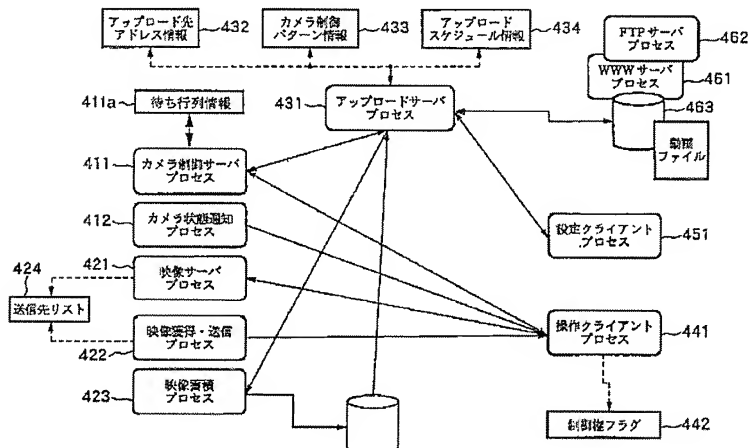 アップロード先
アドレス情報
432
カメラ制御
パターン情報
433
アップロード
スケジュール情報
434
FTPサーバ
プロセス
462
WWWサーバ
プロセス
461
463
動画
ファイル
411a
待ち行列情報
431
アップロードサーバ
プロセス
411
カメラ制御サーバ
プロセス
412
カメラ状態通知
プロセス
設定クライアント
プロセス
451
424
送信先リスト
421
映像サーバ
プロセス
422
映像獲得・送信
プロセス
操作クライアント
プロセス
441
423
映像蓄積
プロセス
制御権フラグ
442